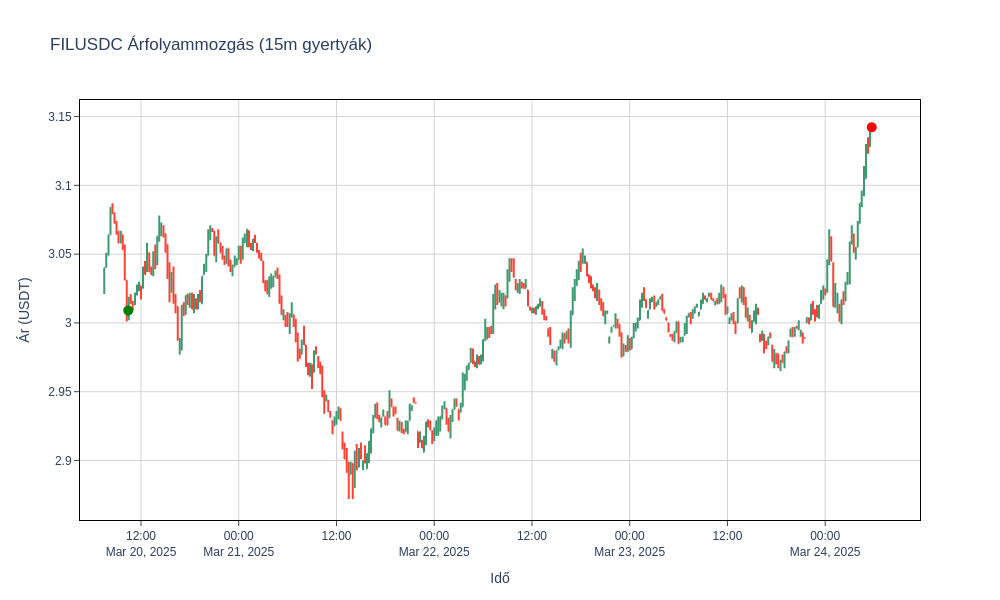 FILUSDC Árfolyammozgás (15m gyertyák)
3.15
3.1
3.05
3
2.95
2.9
Ár (USDT)
12:00
Mar 20, 2025
00:00
Mar 21, 2025
12:00
00:00
Mar 22, 2025
12:00
00:00
Mar 23, 2025
12:00
00:00
Mar 24, 2025
Idő